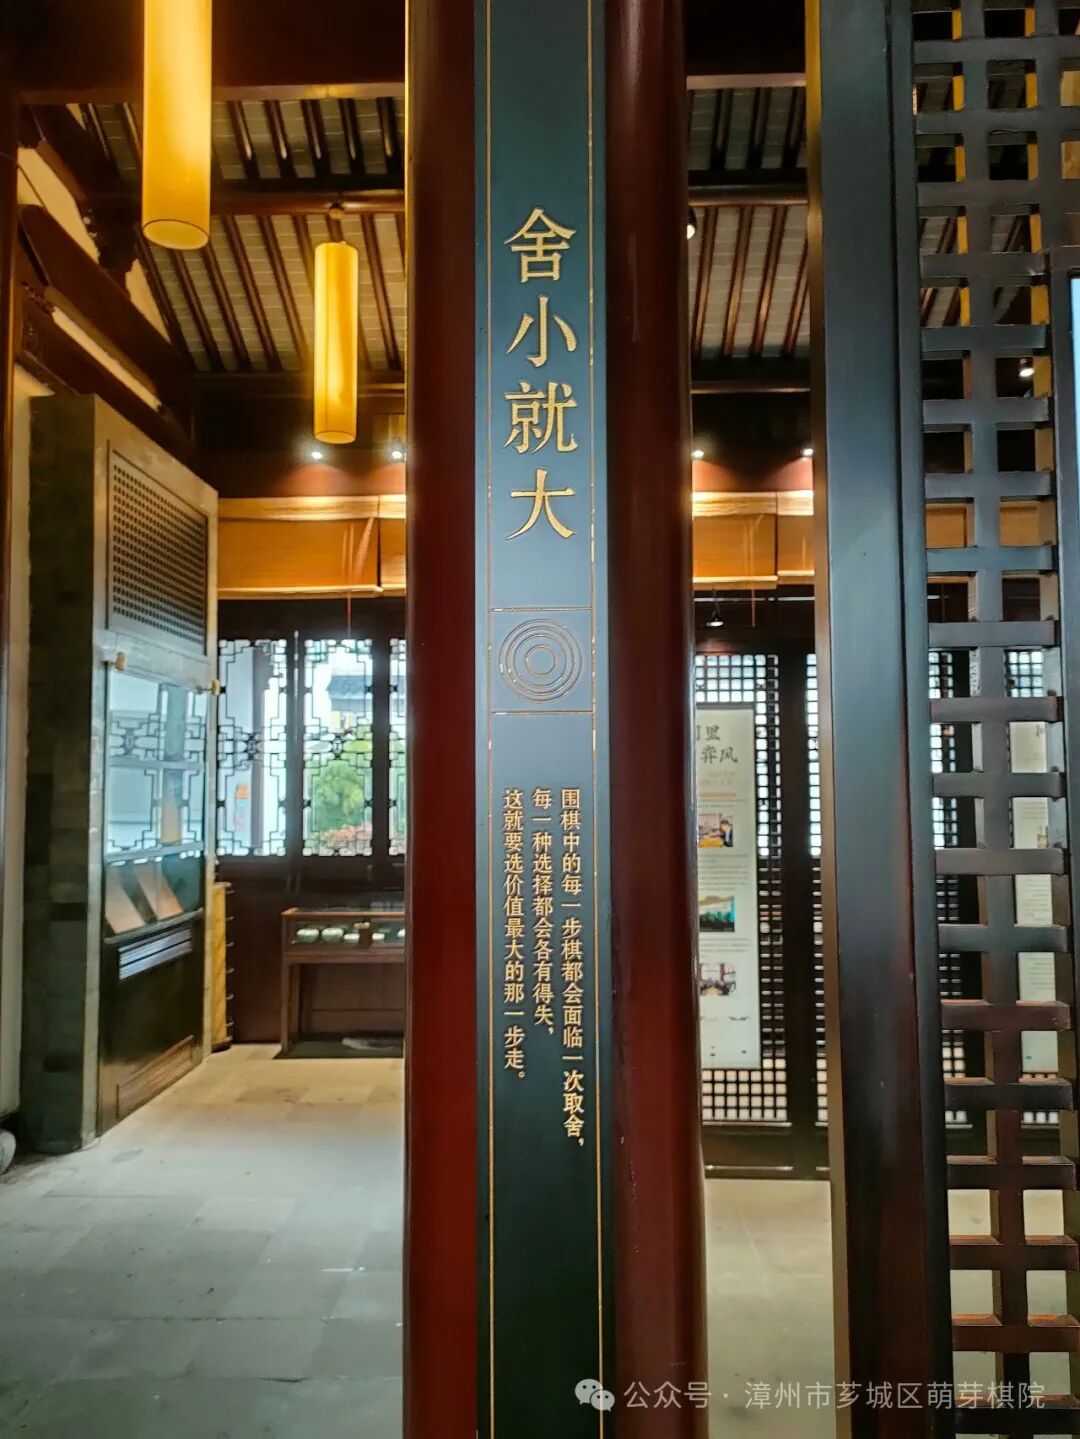 舍小就大
围棋中的每一步棋都会面临一次取舍，
每一种选择都会各有得失，
这就要选价值最大的那一步走。
里
弈风
公众号·漳州市芗城区萌芽棋院